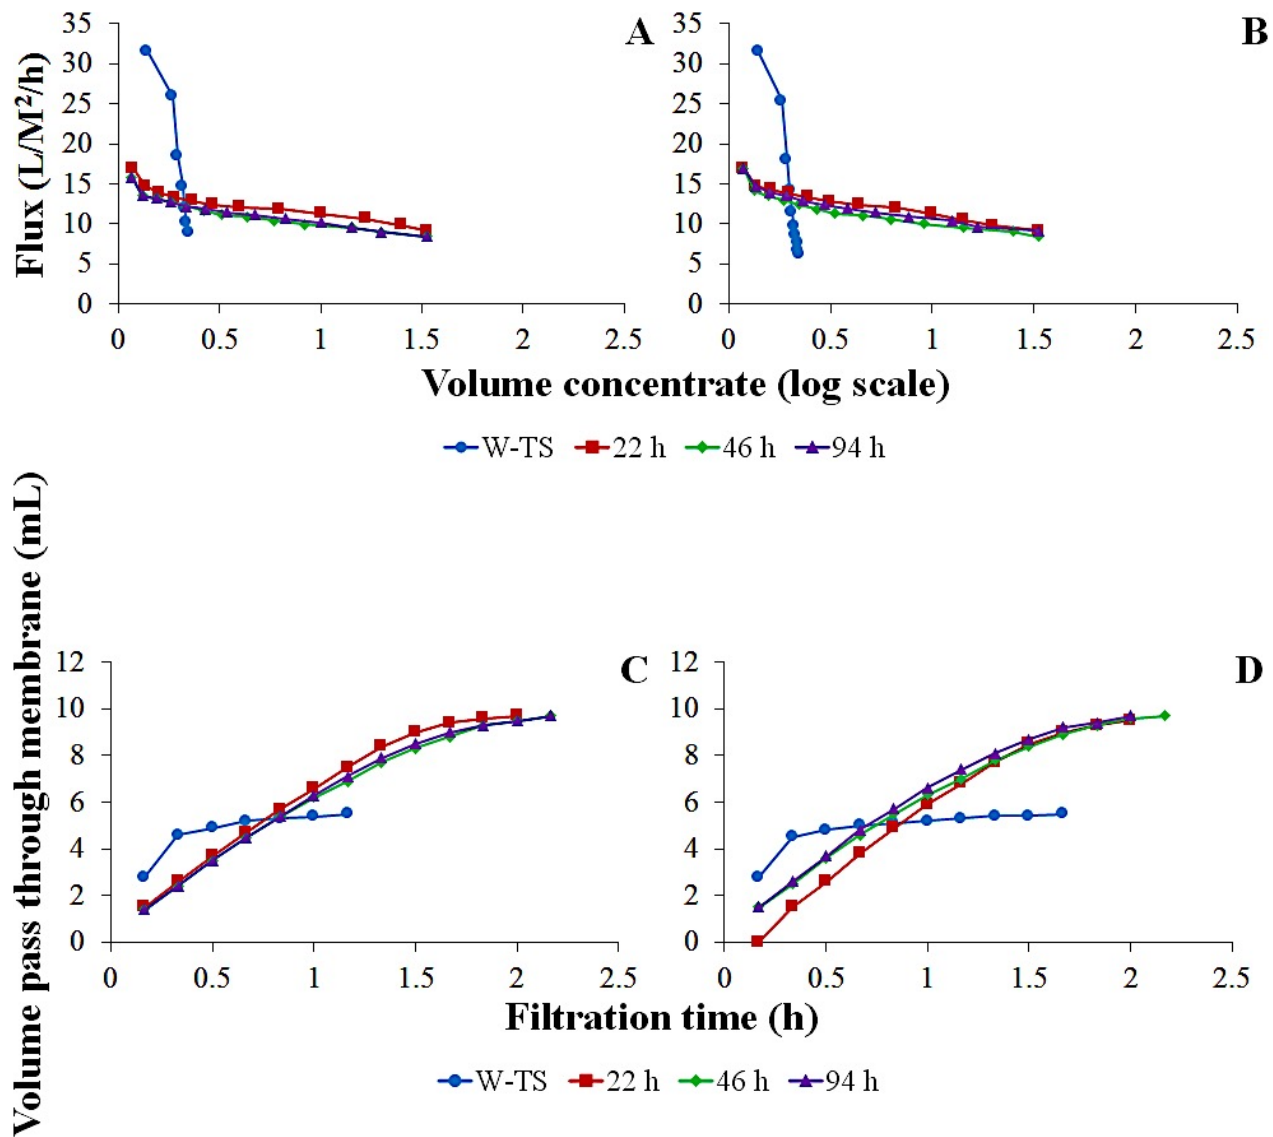 A
B
Flux (L/M²/h)
35
30
25
20
15
10
5
0
0 0.5 1 1.5 2 2.5
35
30
25
20
15
10
5
0
0 0.5 1 1.5 2 2.5
Volume concentrate (log scale)
W-TS 22 h 46 h 94 h
Volume pass through membrane (mL)
C
D
12
10
8
6
4
2
0
0 0.5 1 1.5 2 2.5
12
10
8
6
4
2
0
0 0.5 1 1.5 2 2.5
Filtration time (h)
W-TS 22 h 46 h 94 h